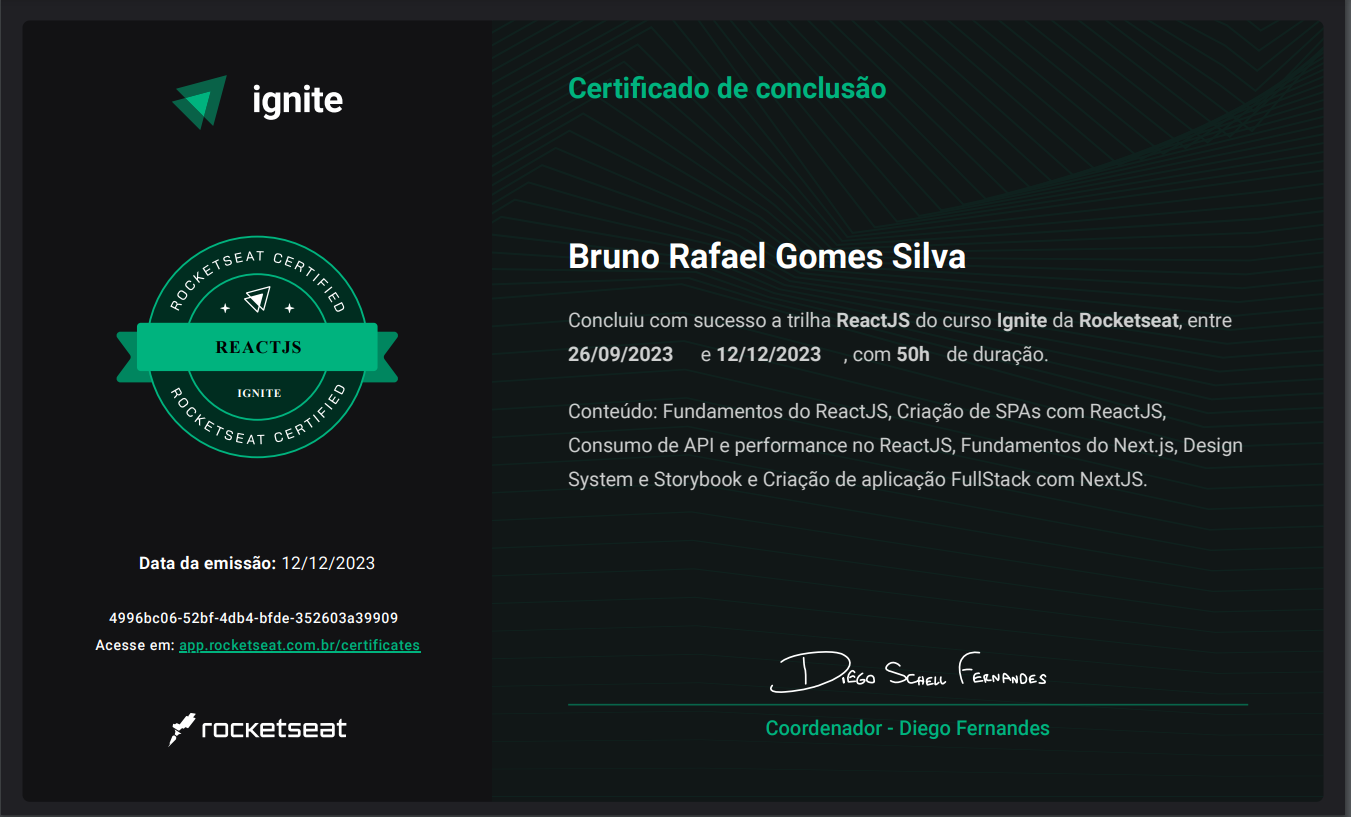 ignite
ROCKETSEAT CERTIFIED
REACTJS
IGNITE
ROCKETSEAT CERTIFIED
Data da emissão: 12/12/2023
4996bc06-52bf-4db4-bfde-352603a39909
Acesse em: app.rocketseat.com.br/certificates
rocketseat
Certificado de conclusão
Bruno Rafael Gomes Silva
Concluiu com sucesso a trilha ReactJS do curso Ignite da Rocketseat, entre
26/09/2023 e 12/12/2023 , com 50h de duração.
Conteúdo: Fundamentos do ReactJS, Criação de SPAs com ReactJS,
Consumo de API e performance no ReactJS, Fundamentos do Next.js, Design
System e Storybook e Criação de aplicação FullStack com NextJS.
Diego Schell Fernandes
Coordenador - Diego Fernandes